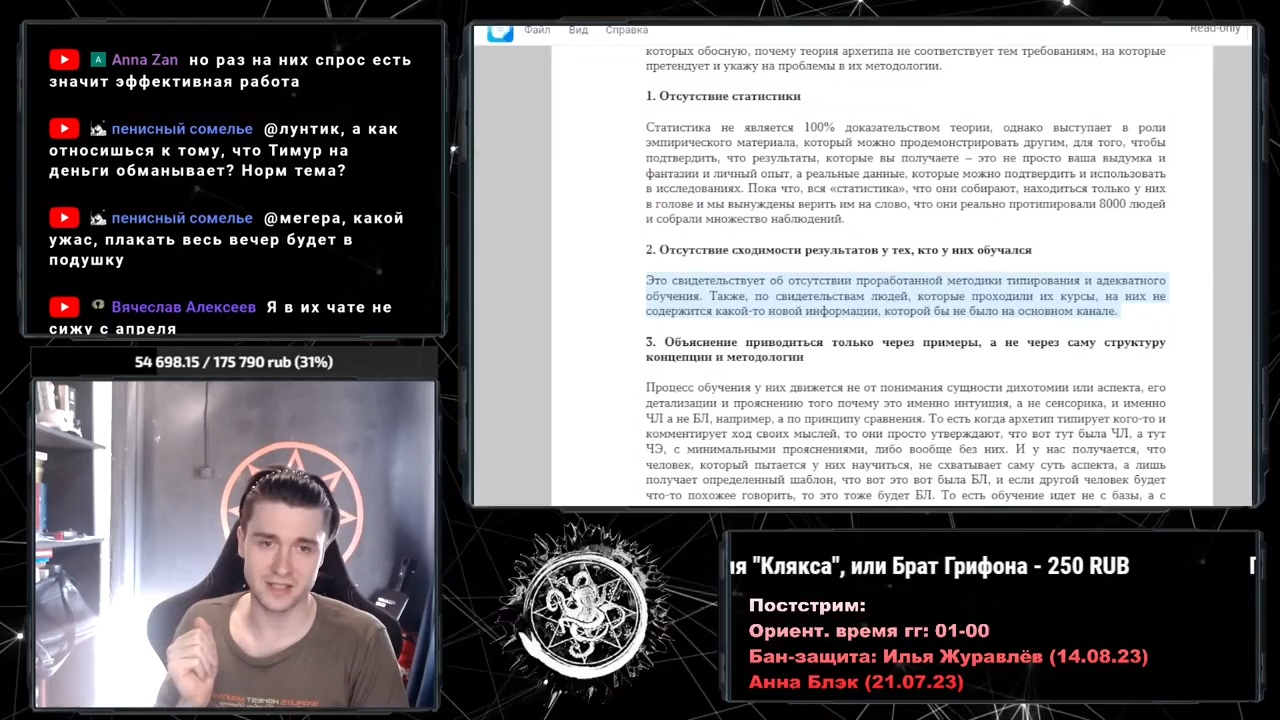 Anna Zan но раз на них спрос есть
значит эффективная работа
пенисный сомелье @лунтик, а как
относишься к тому, что Тимур на
деньги обманывает? Норм тема?
пенисный сомелье @мегера, какой
ужас, плакать весь вечер будет в
подушку
Вячеслав Алексеев Я в их чате не
сижу с апреля
54 698.15 / 175 790 rub (31%)
Файл Вид Справка
Read-only
которых обосную, почему теория архетипа не соответствует тем требованиям, на которые
претендует и укажу на проблемы в их методологии.
1. Отсутствие статистики
Статистика не является 100% доказательством теории, однако выступает в роли
эмпирического материала, который можно продемонстрировать другим, для того, чтобы
подтвердить, что результаты, которые вы получаете – это не просто ваша выдумка и
фантазии и личный опыт, а реальные данные, которые можно подтвердить и использовать
в исследованиях. Пока что, вся «статистика», что они собирают, находиться только у них
в голове и мы вынуждены верить им на слово, что они реально протипировали 8000 людей
и собрали множество наблюдений.
2. Отсутствие сходимости результатов у тех, кто у них обучался
Это свидетельствует об отсутствии проработанной методики типирования и адекватного
обучения. Также, по свидетельствам людей, которые проходили их курсы, на них не
содержится какой-то новой информации, которой бы не было на основном канале.
3. Объяснение приводиться только через примеры, а не через саму структуру
концепции и методологии
Процесс обучения у них движется не от понимания сущности дихотомии или аспекта, его
детализации и прояснению того почему это именно интуиция, а не сенсорика, и именно
ЧЛ а не БЛ, например, а по принципу сравнения. То есть когда архетип типирует кого-то и
комментирует ход своих мыслей, то они просто утверждают, что вот тут была ЧЛ, а тут
ЧЭ, с минимальными прояснениями, либо вообще без них. И у нас получается, что
человек, который пытается у них научиться, не схватывает саму суть аспекта, а лишь
получает определенный шаблон, что вот это вот была БЛ, и если другой человек будет
что-то похожее говорить, то это тоже будет БЛ. То есть обучение идет не с базы, а с
ия "Клякса", или Брат Грифона - 250 RUB
Постстрим:
Ориент. время гг: 01-00
Бан-защита: Илья Журавлёв (14.08.23)
Анна Блэк (21.07.23)